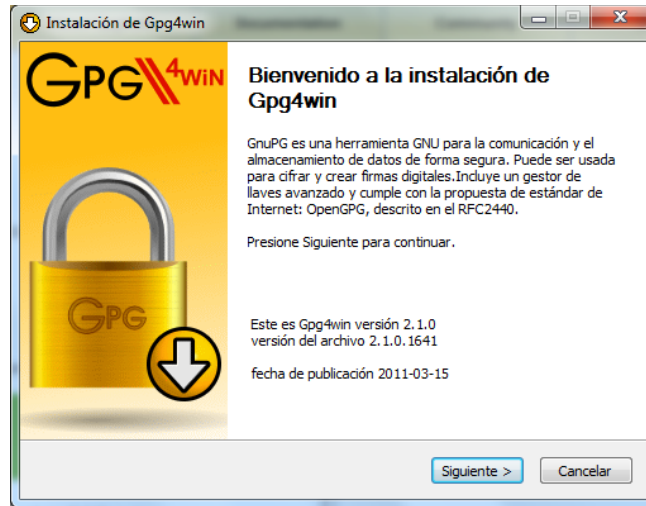 Instalación de Gpg4win
GPG4WIN
Bienvenido a la instalación de
Gpg4win
GnuPG es una herramienta GNU para la comunicación y el
almacenamiento de datos de forma segura. Puede ser usada
para cifrar y crear firmas digitales.Incluye un gestor de
llaves avanzado y cumple con la propuesta de estándar de
Internet: OpenGPG, descrito en el RFC2440.
Presione Siguiente para continuar.
GPG
Este es Gpg4win versión 2.1.0
versión del archivo 2.1.0.1641
fecha de publicación 2011-03-15
Siguiente >
Cancelar